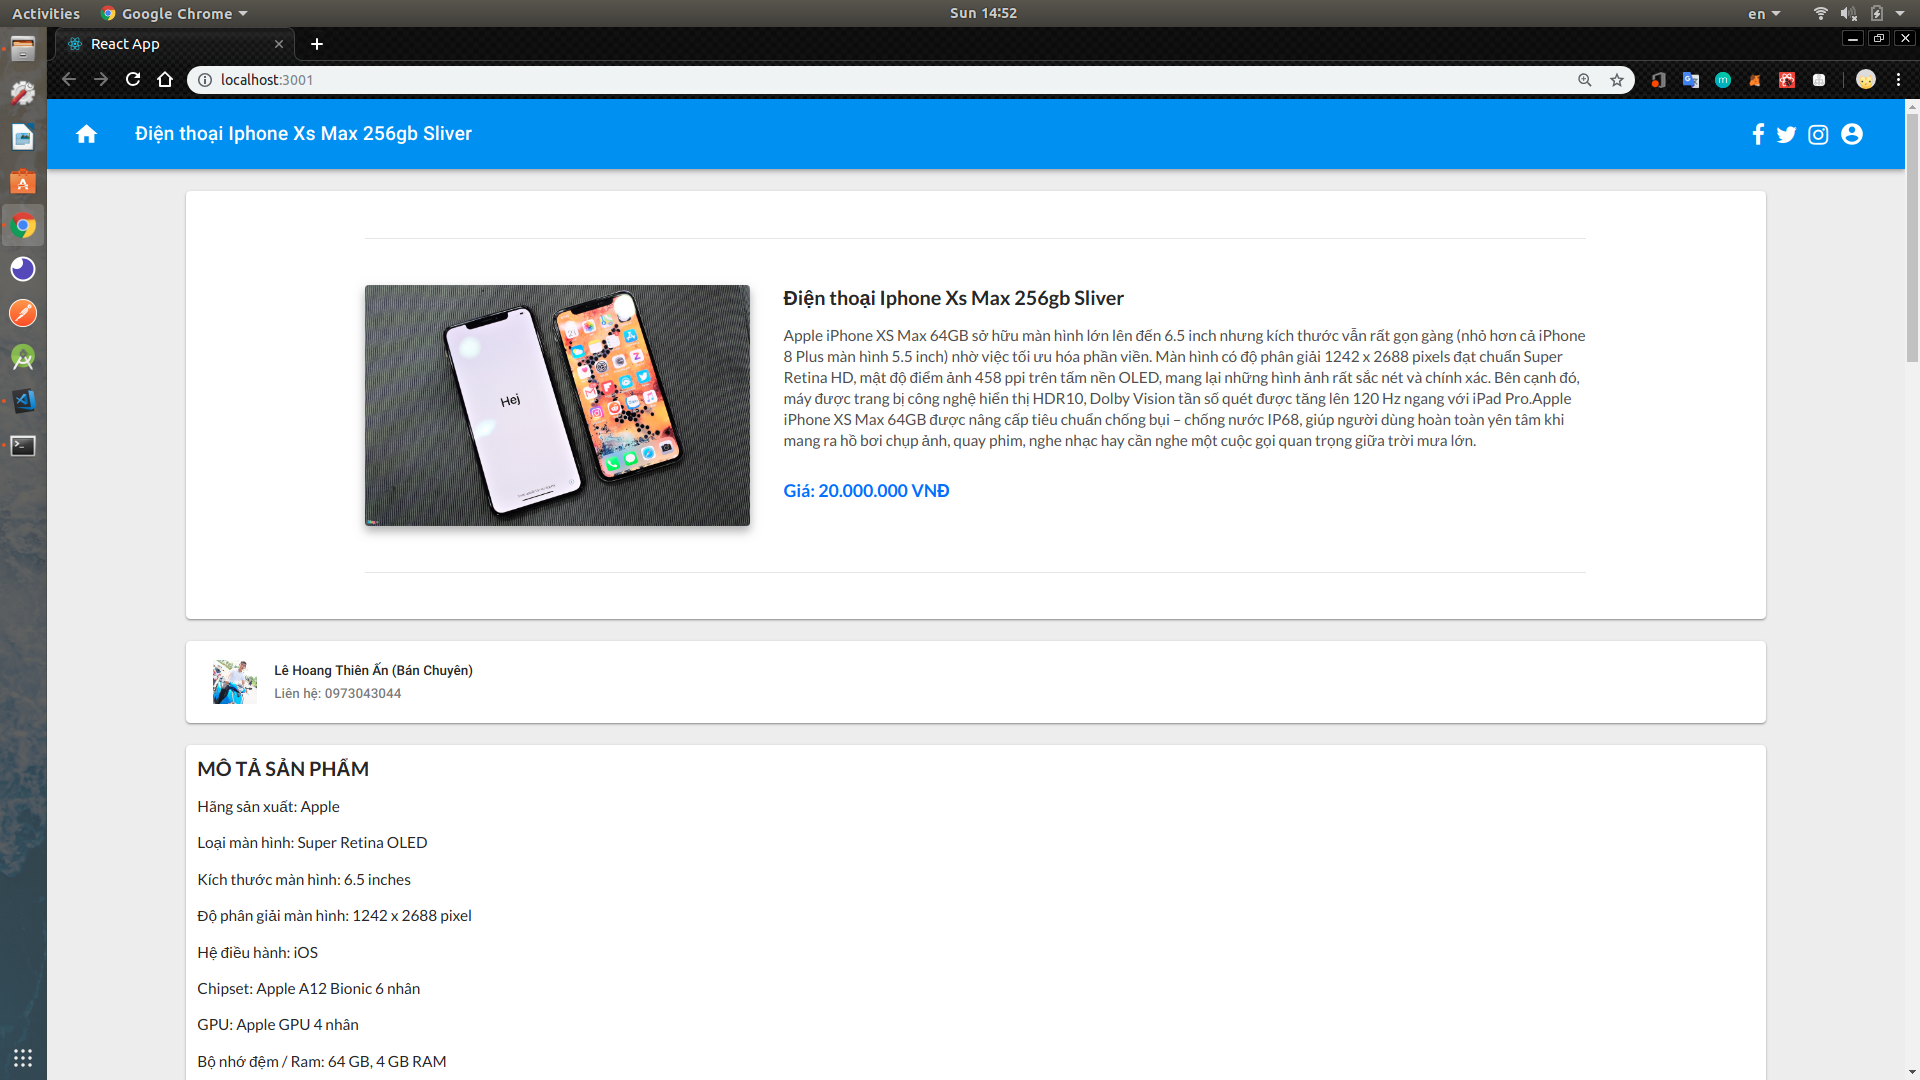 Activities
Google Chrome
Sun 14:52
en
React App
localhost:3001
Điện thoại Iphone Xs Max 256gb Sliver
Điện thoại Iphone Xs Max 256gb Sliver
Apple iPhone XS Max 64GB sở hữu màn hình lớn lên đến 6.5 inch nhưng kích thước vẫn rất gọn gàng (nhỏ hơn cả iPhone
8 Plus màn hình 5.5 inch) nhờ việc tối ưu hóa phần viền. Màn hình có độ phân giải 1242 x 2688 pixels đạt chuẩn Super
Retina HD, mật độ điểm ảnh 458 ppi trên tấm nền OLED, mang lại những hình ảnh rất sắc nét và chính xác. Bên cạnh đó,
máy được trang bị công nghệ hiển thị HDR10, Dolby Vision tần số quét được tăng lên 120 Hz ngang với iPad Pro.Apple
iPhone XS Max 64GB được nâng cấp tiêu chuẩn chống bụi – chống nước IP68, giúp người dùng hoàn toàn yên tâm khi
mang ra hồ bơi chụp ảnh, quay phim, nghe nhạc hay cần nghe một cuộc gọi quan trọng giữa trời mưa lớn.
Hej
Giá: 20.000.000 VNĐ
Lê Hoang Thiên Ấn (Bán Chuyên)
Liên hệ: 0973043044
MÔ TẢ SẢN PHẨM
Hãng sản xuất: Apple
Loại màn hình: Super Retina OLED
Kích thước màn hình: 6.5 inches
Độ phân giải màn hình: 1242 x 2688 pixel
Hệ điều hành: iOS
Chipset: Apple A12 Bionic 6 nhân
GPU: Apple GPU 4 nhân
Bộ nhớ đệm / Ram: 64 GB, 4 GB RAM